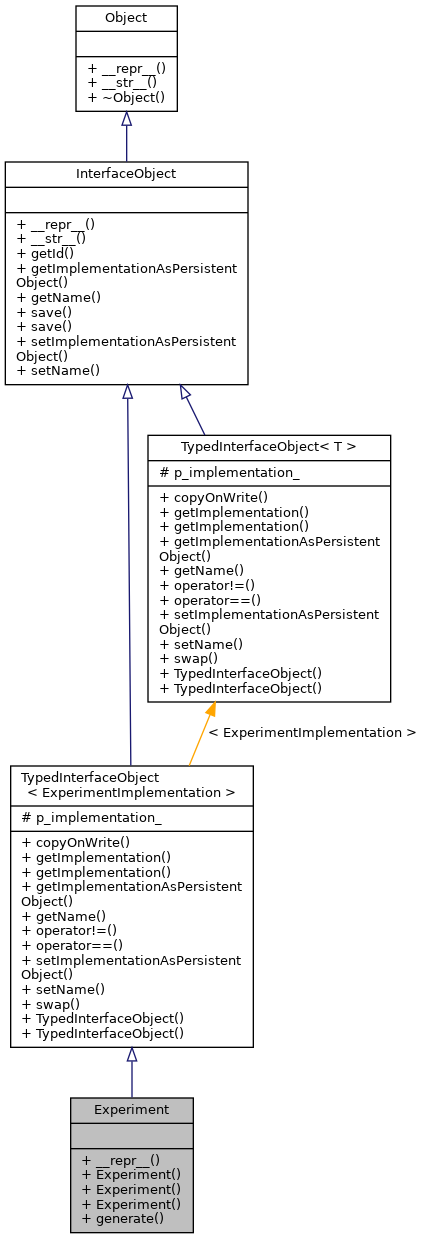 Object
+ __repr__()
+ __str__()
+ ~Object()
InterfaceObject
+ __repr__()
+ __str__()
+ getId()
+ getImplementationAsPersistent
Object()
+ getName()
+ save()
+ save()
+ setImplementationAsPersistent
Object()
+ setName()
TypedInterfaceObject< T >
# p_implementation_
+ copyOnWrite()
+ getImplementation()
+ getImplementation()
+ getImplementationAsPersistent
Object()
+ getName()
+ operator!=()
+ operator==()
+ setImplementationAsPersistent
Object()
+ setName()
+ swap()
+ TypedInterfaceObject()
+ TypedInterfaceObject()
< ExperimentImplementation >
TypedInterfaceObject
< ExperimentImplementation >
# p_implementation_
+ copyOnWrite()
+ getImplementation()
+ getImplementation()
+ getImplementationAsPersistent
Object()
+ getName()
+ operator!=()
+ operator==()
+ setImplementationAsPersistent
Object()
+ setName()
+ swap()
+ TypedInterfaceObject()
+ TypedInterfaceObject()
Experiment
+ __repr__()
+ Experiment()
+ Experiment()
+ Experiment()
+ generate()